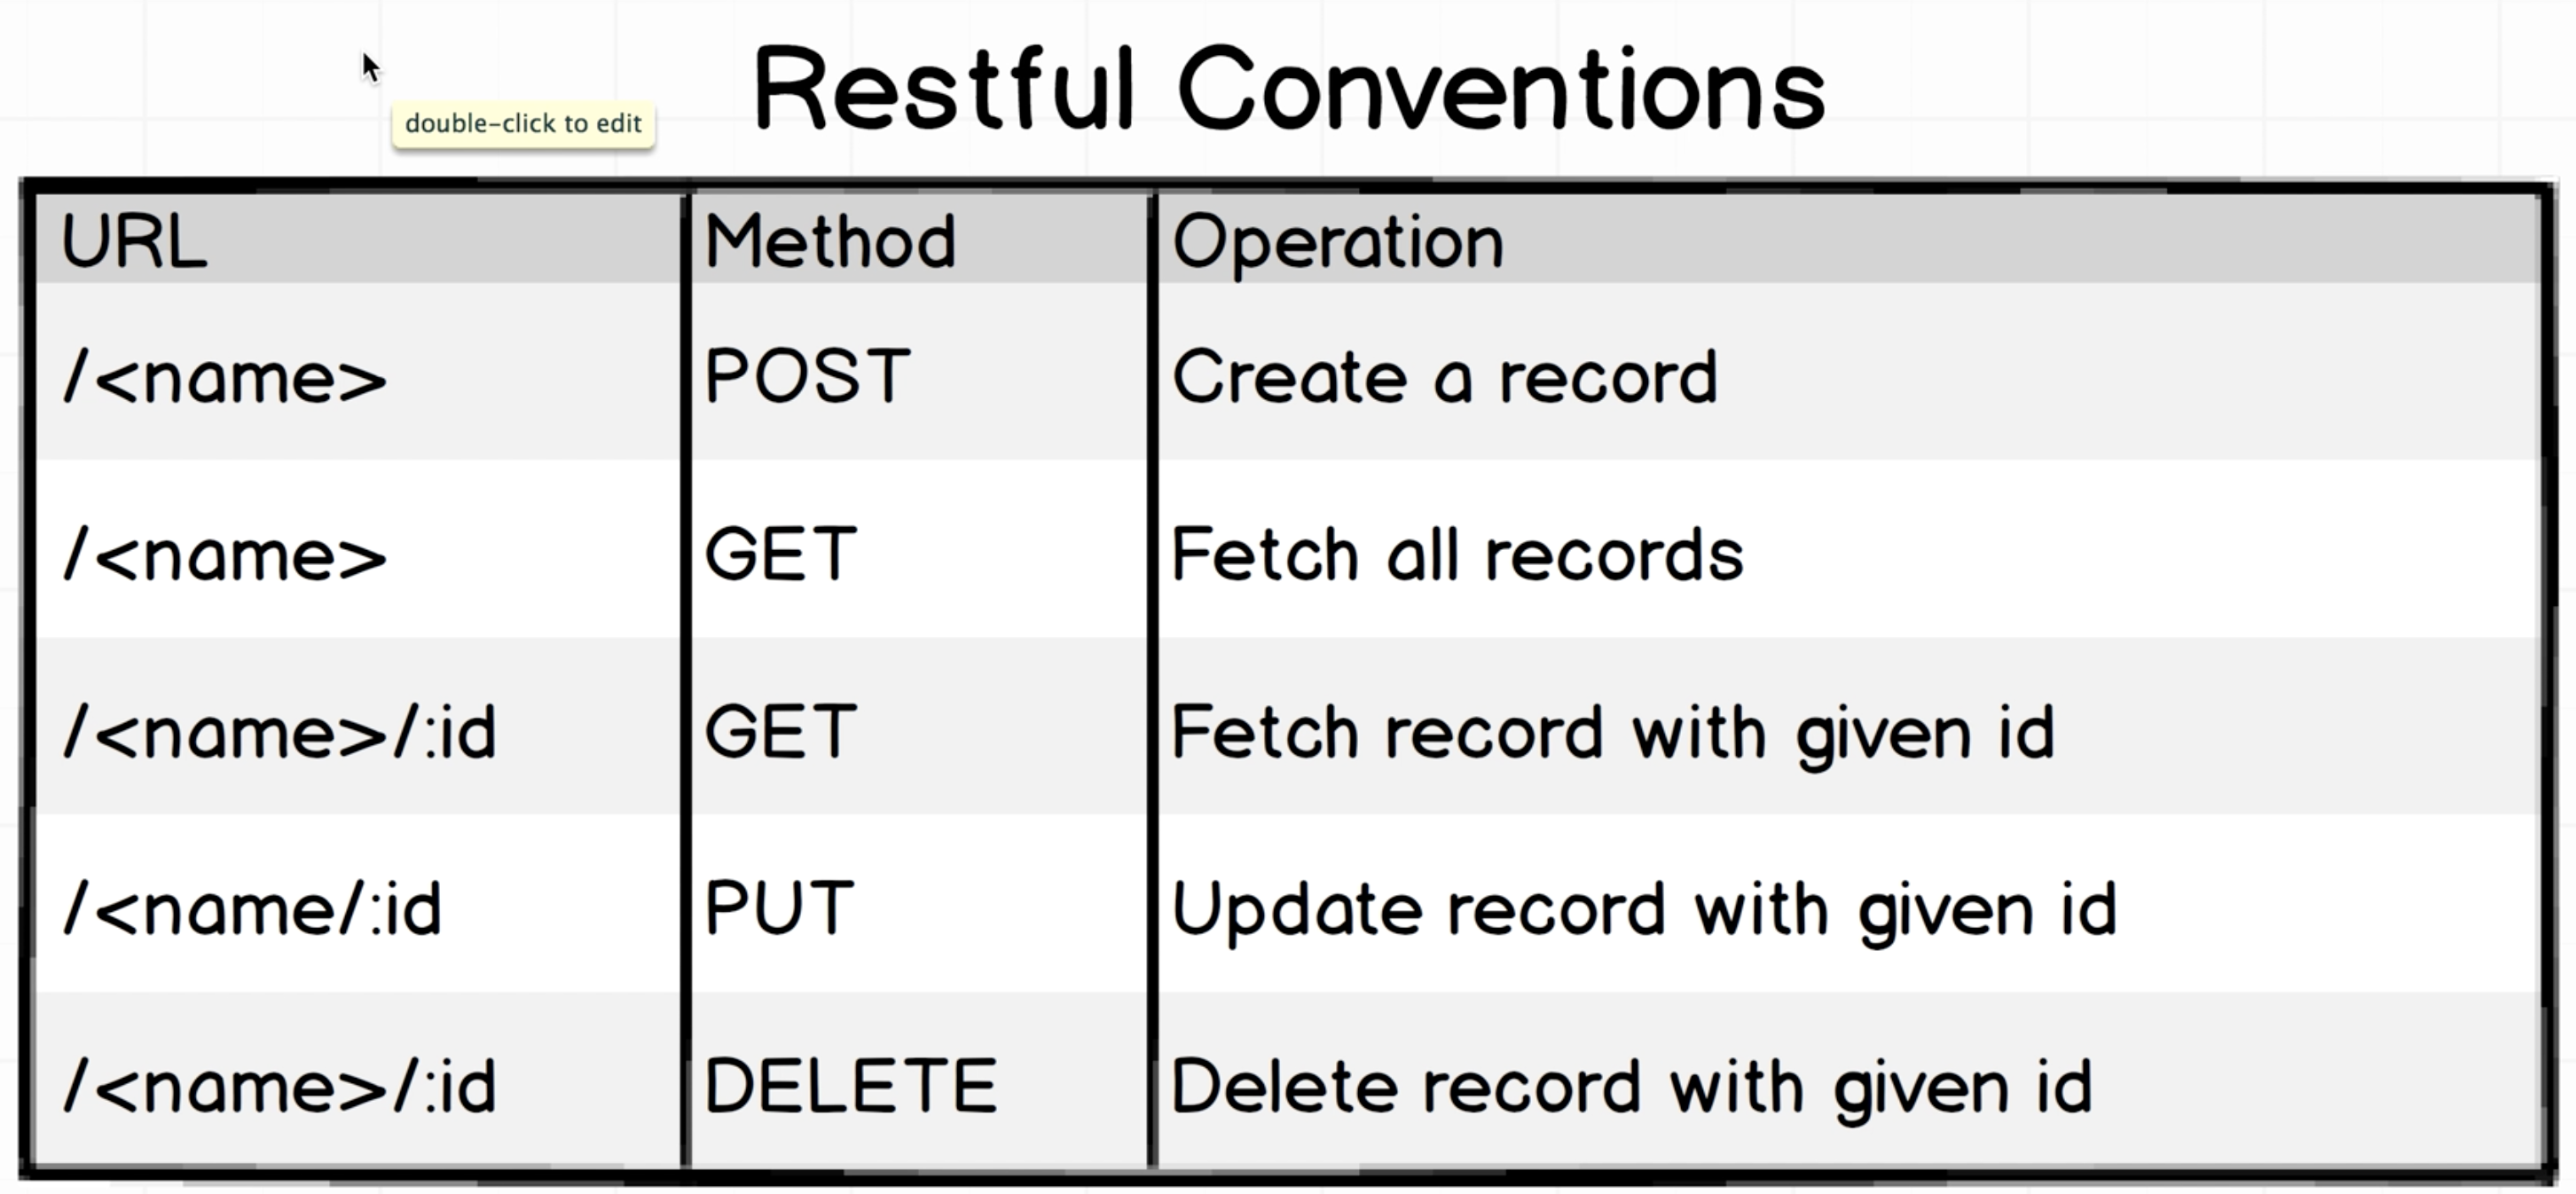 Restful Conventions
double-click to edit
URL Method Operation
/<name> POST Create a record
/<name> GET Fetch all records
/<name>/:id GET Fetch record with given id
/<name/:id PUT Update record with given id
/<name>/:id DELETE Delete record with given id